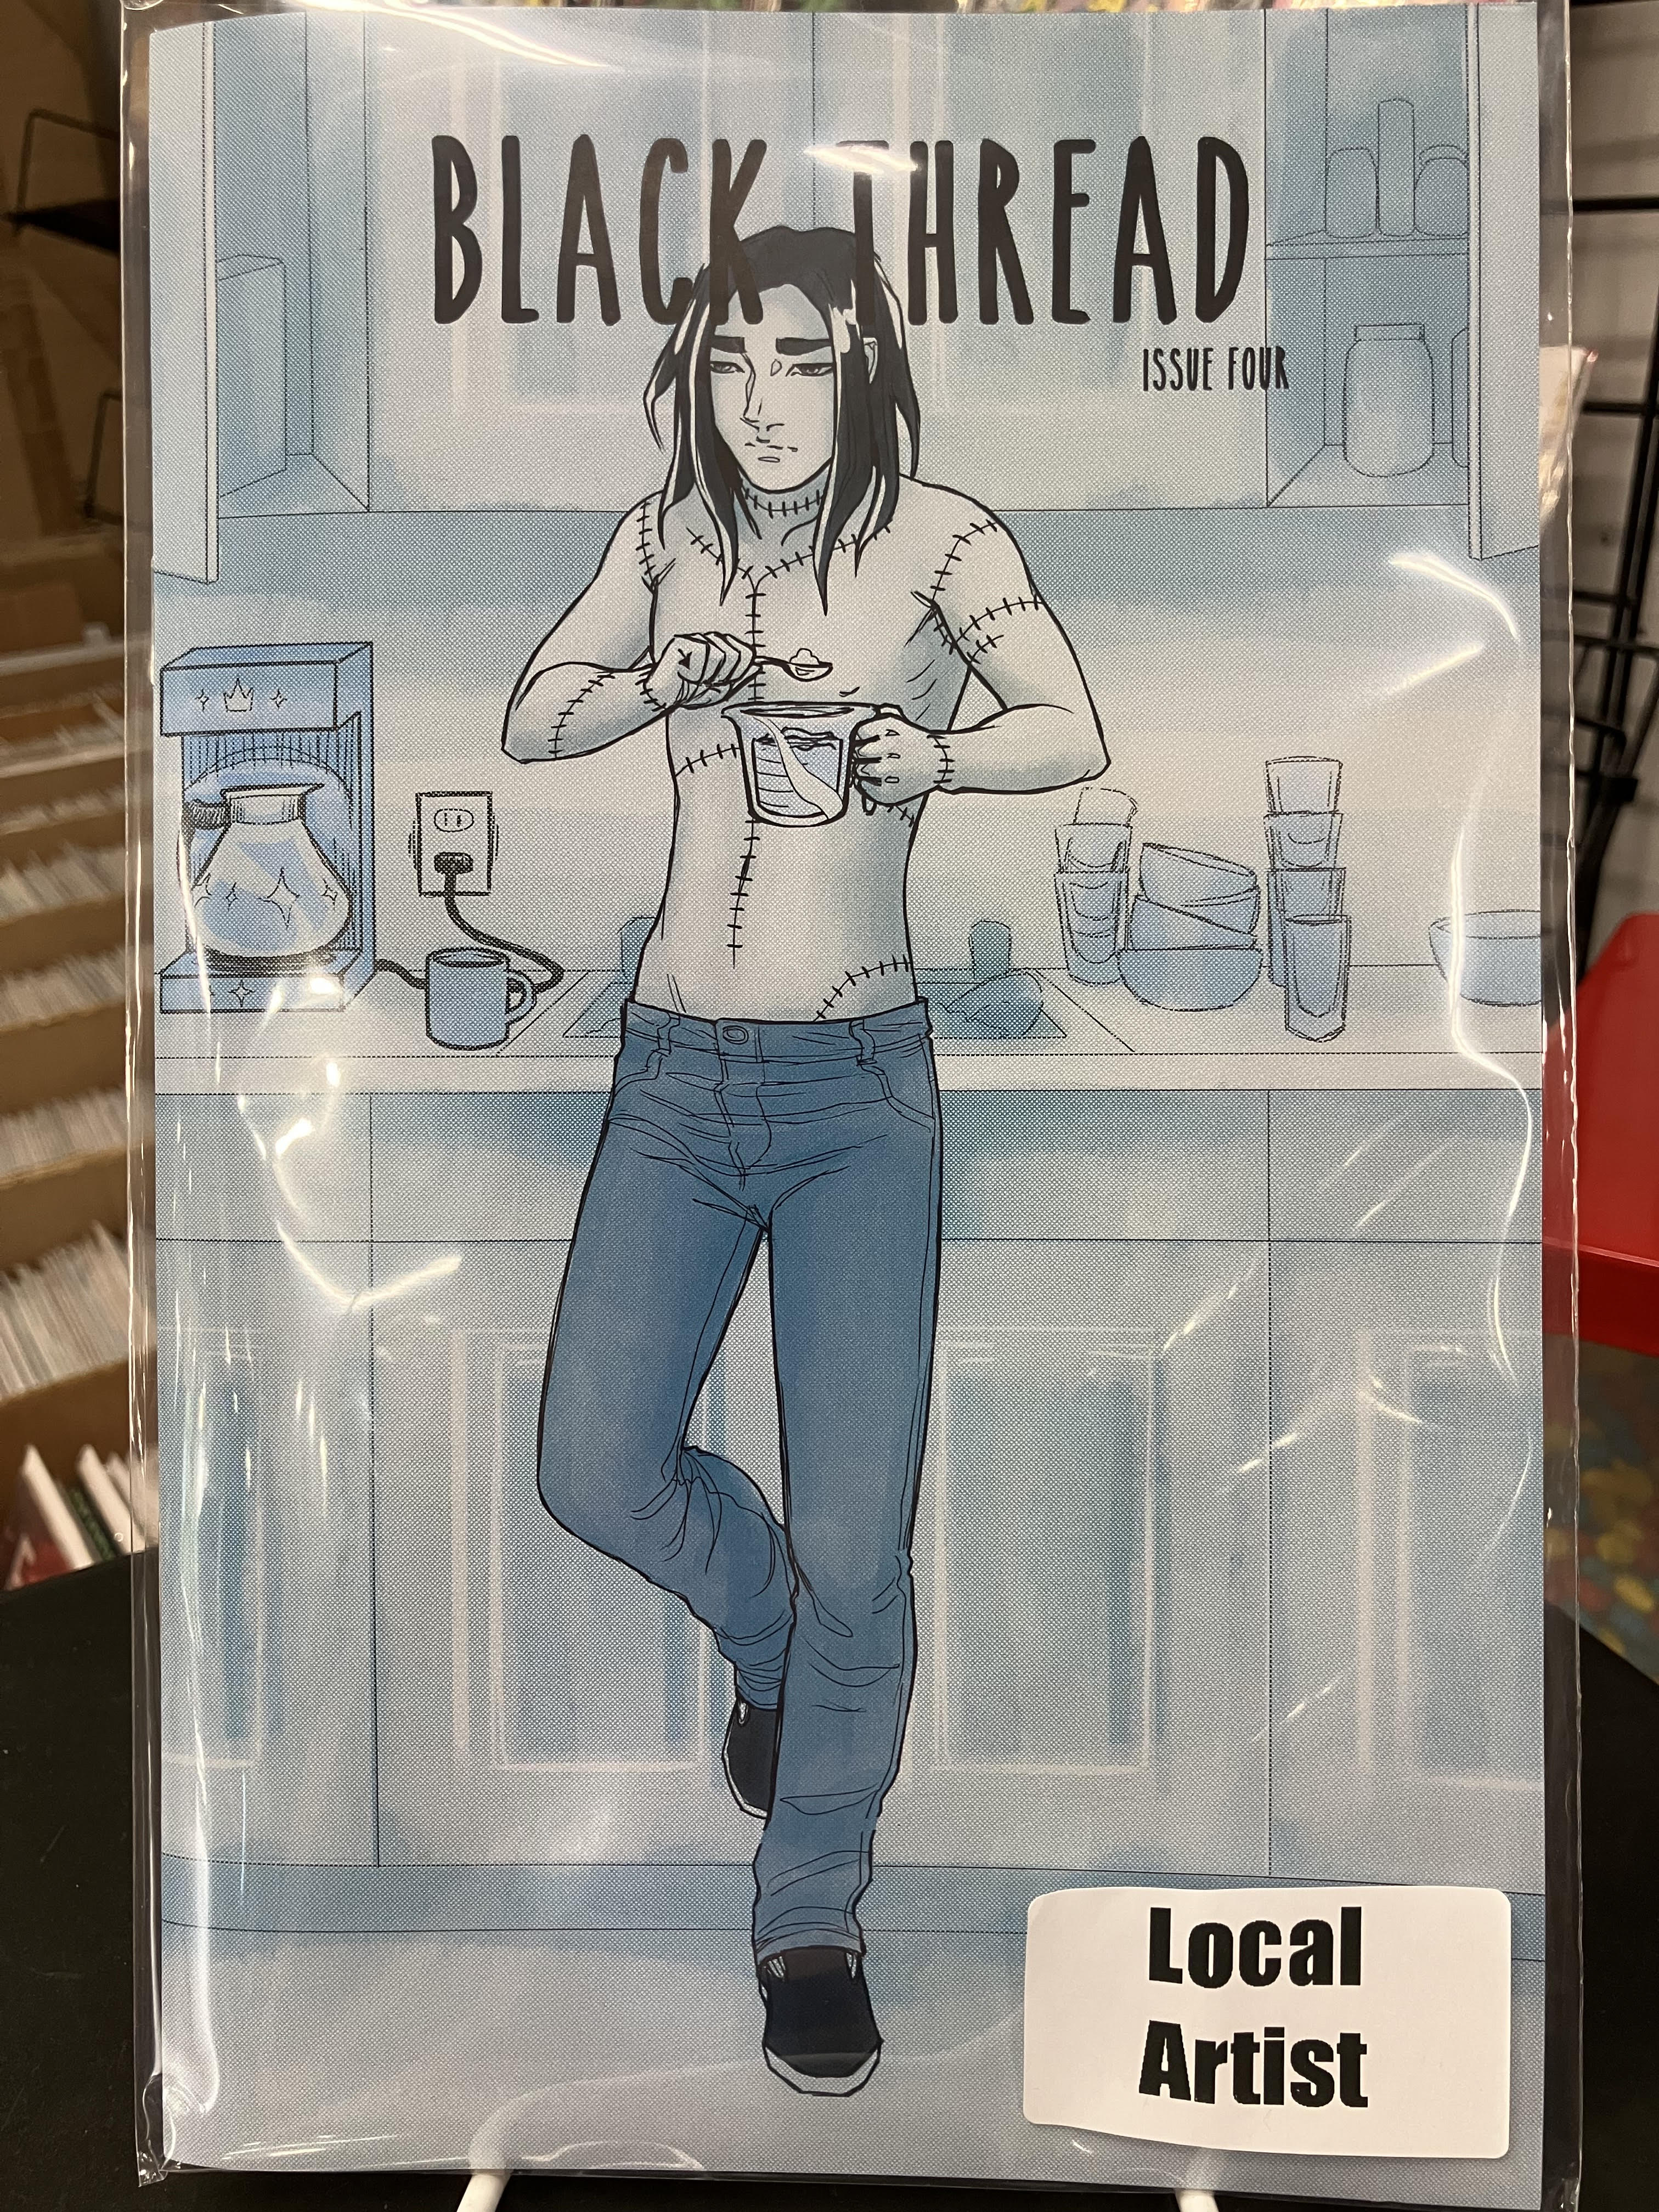 BLACK THREAD
ISSUE FOUR
Local
Artist